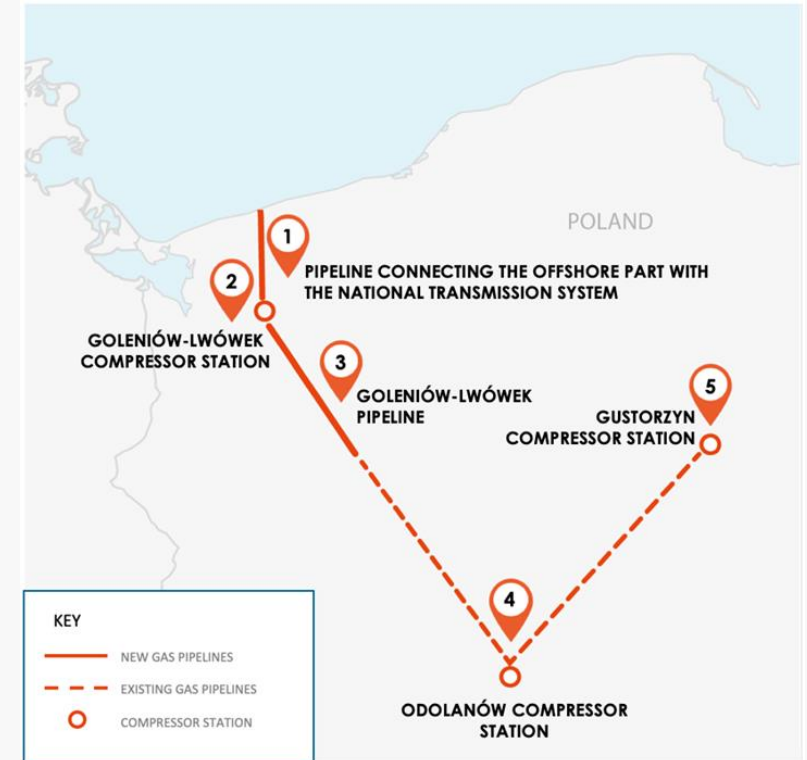 POLAND
1
PIPELINE CONNECTING THE OFFSHORE PART WITH
THE NATIONAL TRANSMISSION SYSTEM
2
GOLENIÓW-LWÓWEK
COMPRESSOR STATION
3
GOLENIÓW-LWÓWEK
PIPELINE
5
GUSTORZYN
COMPRESSOR STATION
4
ODOLANÓW COMPRESSOR
STATION
KEY
NEW GAS PIPELINES
EXISTING GAS PIPELINES
COMPRESSOR STATION